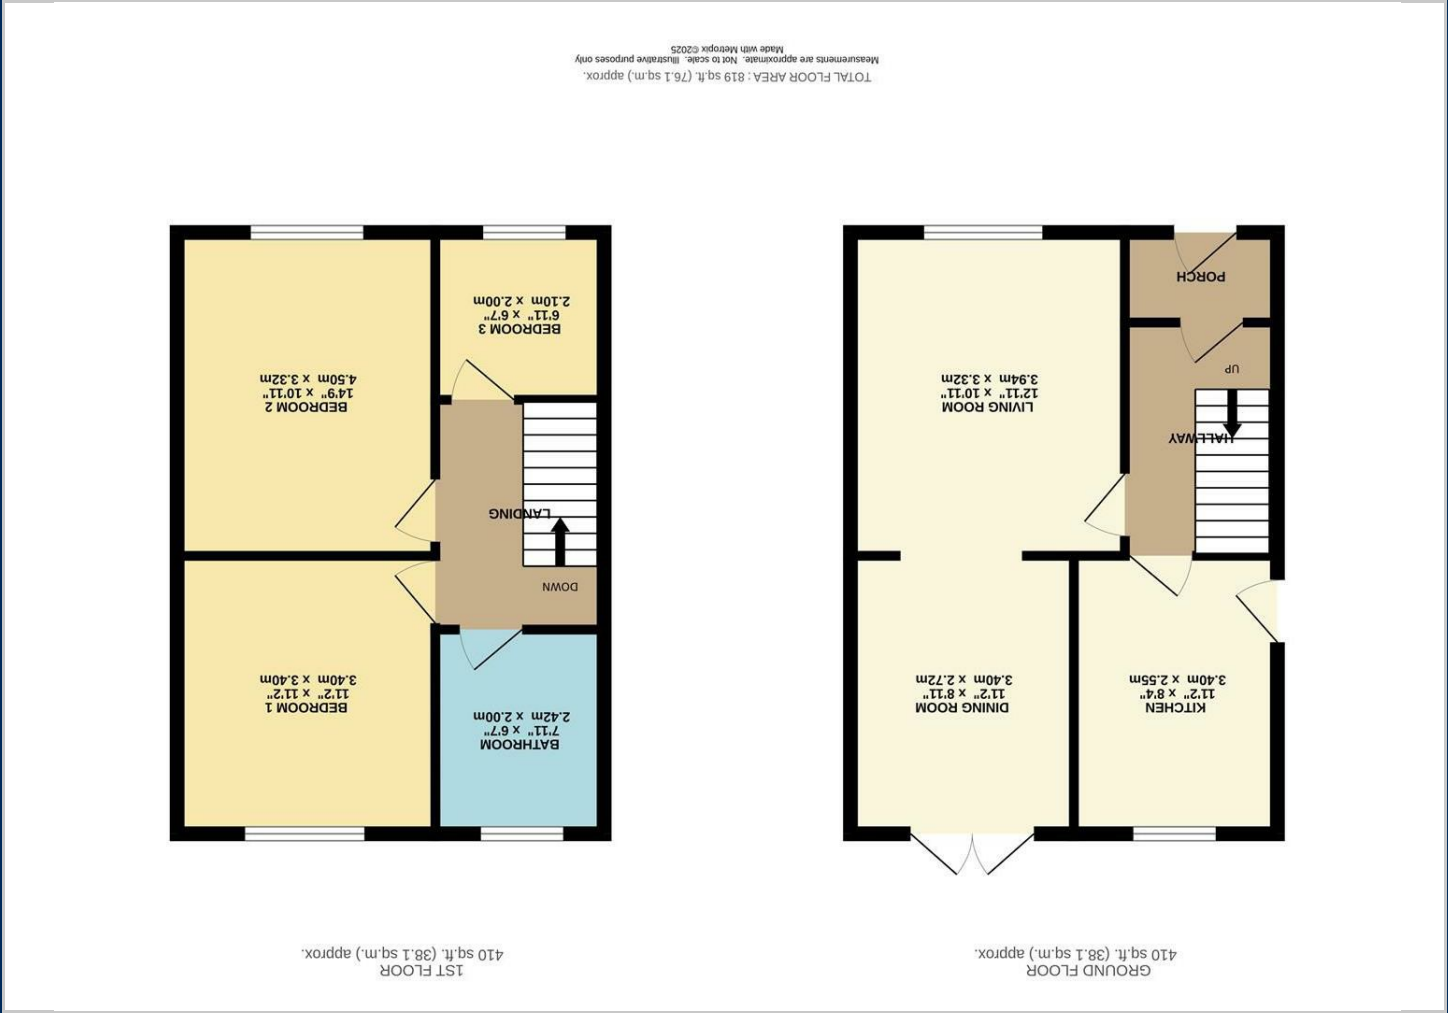 GROUND FLOOR
410 sq.ft. (38.1 sq.m.) approx.
1ST FLOOR
410 sq.ft. (38.1 sq.m.) approx.
KITCHEN
11'2" x 8'4"
3.40m x 2.55m
DINING ROOM
11'2" x 8'11"
3.40m x 2.72m
BATHROOM
7'11" x 6'7"
2.42m x 2.00m
BEDROOM 1
11'2" x 11'2"
3.40m x 3.40m
DOWN
LANDING
HALLWAY
UP
LIVING ROOM
12'11" x 10'11"
3.94m x 3.32m
BEDROOM 2
14'9" x 10'11"
4.50m x 3.32m
BEDROOM 3
6'11" x 6'7"
2.10m x 2.00m
PORCH
TOTAL FLOOR AREA : 819 sq.ft. (76.1 sq.m.) approx.
Measurements are approximate. Not to scale. Illustrative purposes only
Made with Metropix ©2025